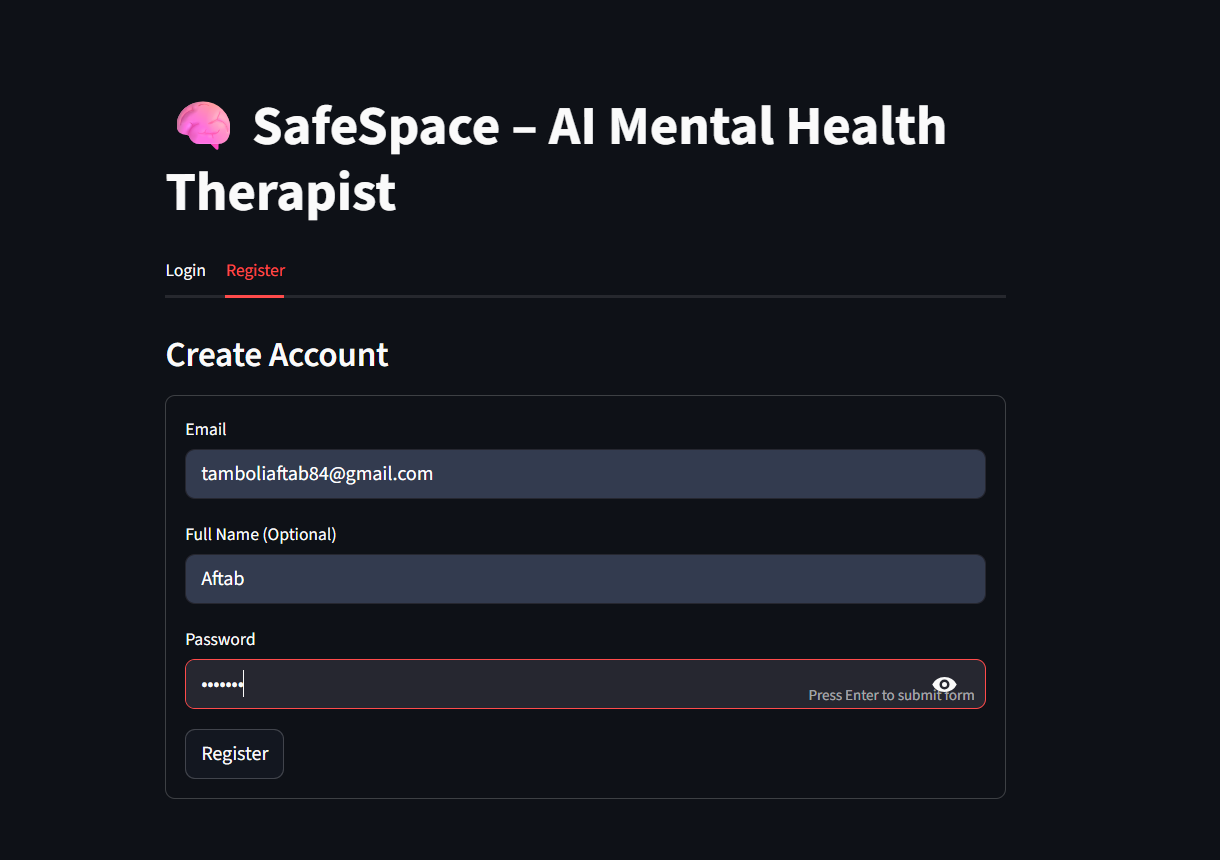 SafeSpace – AI Mental Health
Therapist
Login Register
Create Account
Email
tamboliaftab84@gmail.com
Full Name (Optional)
Aftab
Password
•••••••
Press Enter to submit form
Register